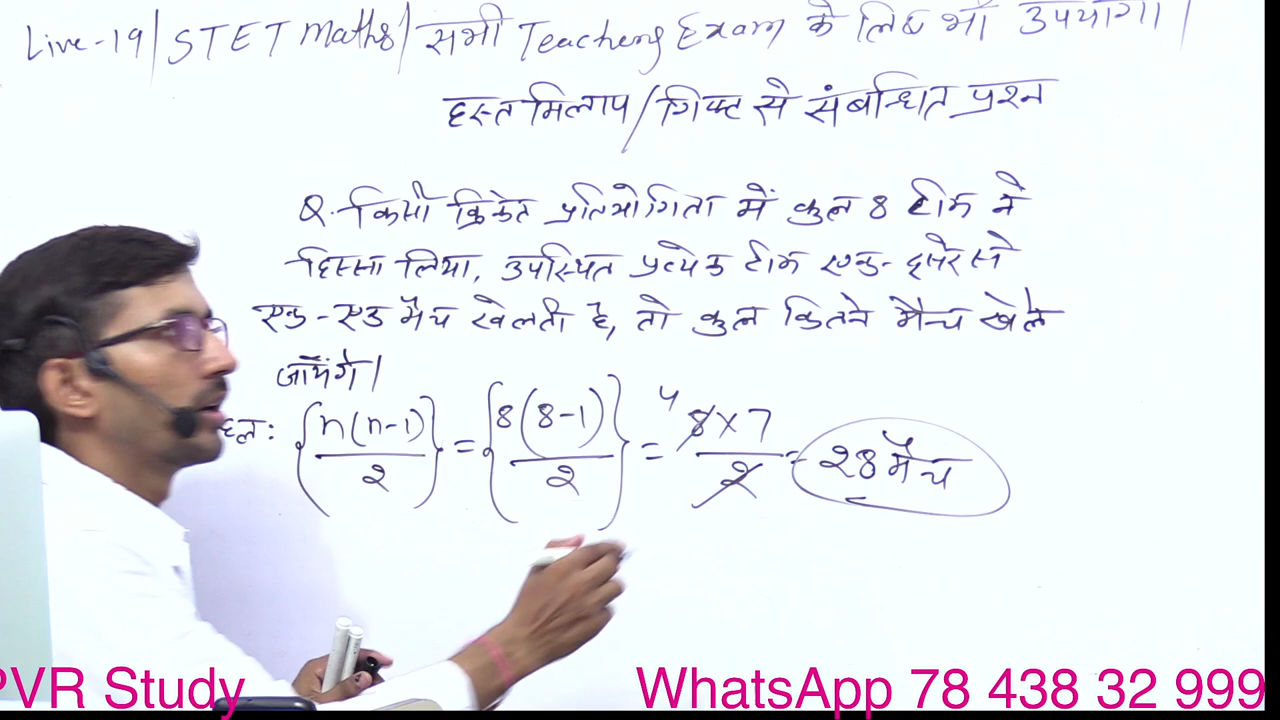 Live-19/STET Maths/सभी Teaching Exam के लिए भी उपयोगी।
हस्त मिलाप/गिफ्ट से संबन्धित प्रश्न
Q. किसी क्रिकेट प्रतियोगिता में कुल 8 टीम ने
हिस्सा लिया, उपस्थित प्रत्येक टीम एक-दूसरे से
एक-एक मैच खेलती है, तो कुल कितने मैच खेले
जायेंगे।
हल: {n(n-1)/2} = {8(8-1)/2} = 4 8×7/2 = 28 मैच
PVR Study
WhatsApp 78 438 32 999